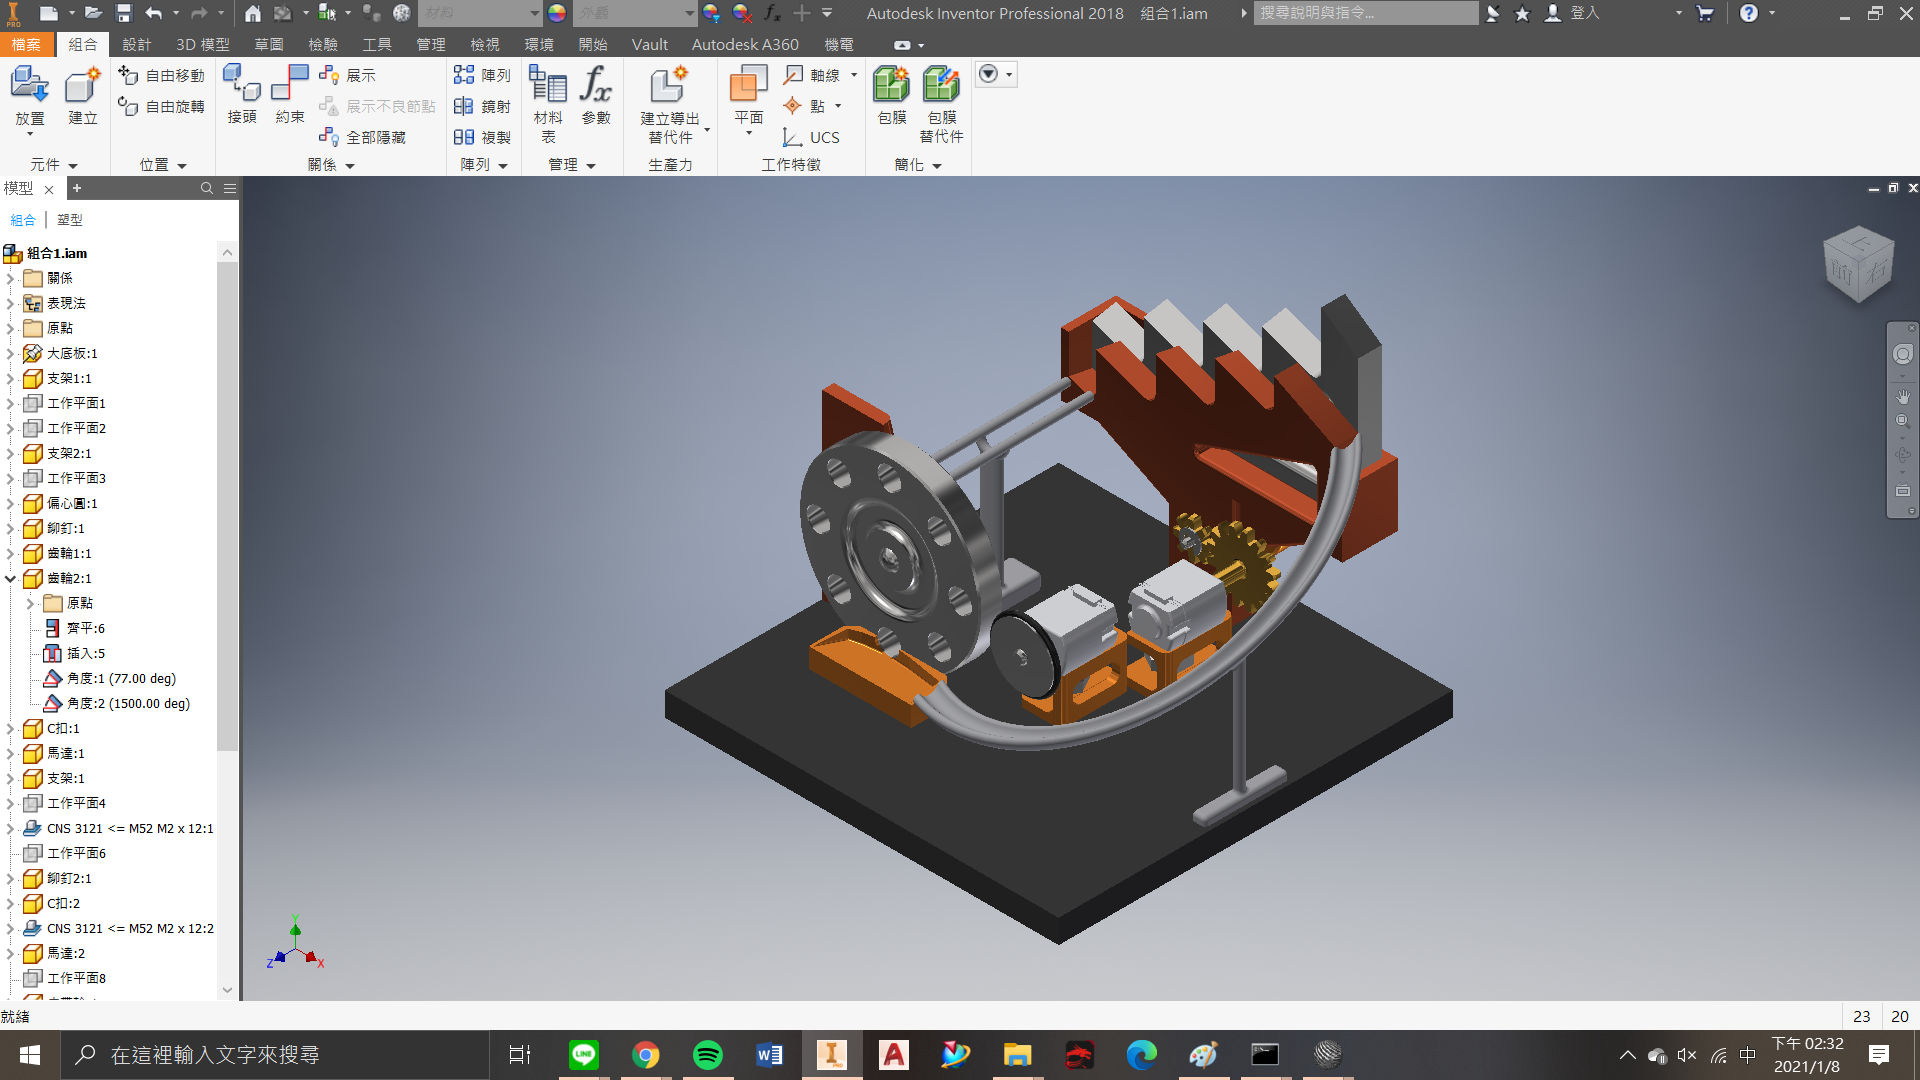 PRO
材料
外觀
Autodesk Inventor Professional 2018 組合1.iam
搜尋說明與指令...
登入
檔案 組合 設計 3D 模型 草圖 檢驗 工具 管理 檢視 環境 開始 Vault Autodesk A360 機電
放置
建立
自由移動
自由旋轉
接頭
約束
展示
展示不良節點
全部隱藏
陣列
鏡射
複製
材料表
參數
建立導出替代件
平面
軸線
點
UCS
包膜
包膜替代件
元件 位置 關係 陣列 管理 生產力 工作特徵 簡化
模型
組合 | 塑型
組合1.iam
關係
表現法
原點
大底板:1
支架1:1
工作平面1
工作平面2
支架2:1
工作平面3
偏心圓:1
鉚釘:1
齒輪1:1
齒輪2:1
原點
齊平:6
插入:5
角度:1 (77.00 deg)
角度:2 (1500.00 deg)
C扣:1
馬達:1
支架:1
工作平面4
CNS 3121 <= M52 M2 x 12:1
工作平面6
鉚釘2:1
C扣:2
CNS 3121 <= M52 M2 x 12:2
馬達:2
工作平面8
上
前
右
Y
Z
X
就緒
23 20
在這裡輸入文字來搜尋
LINE
中
下午 02:32
2021/1/8